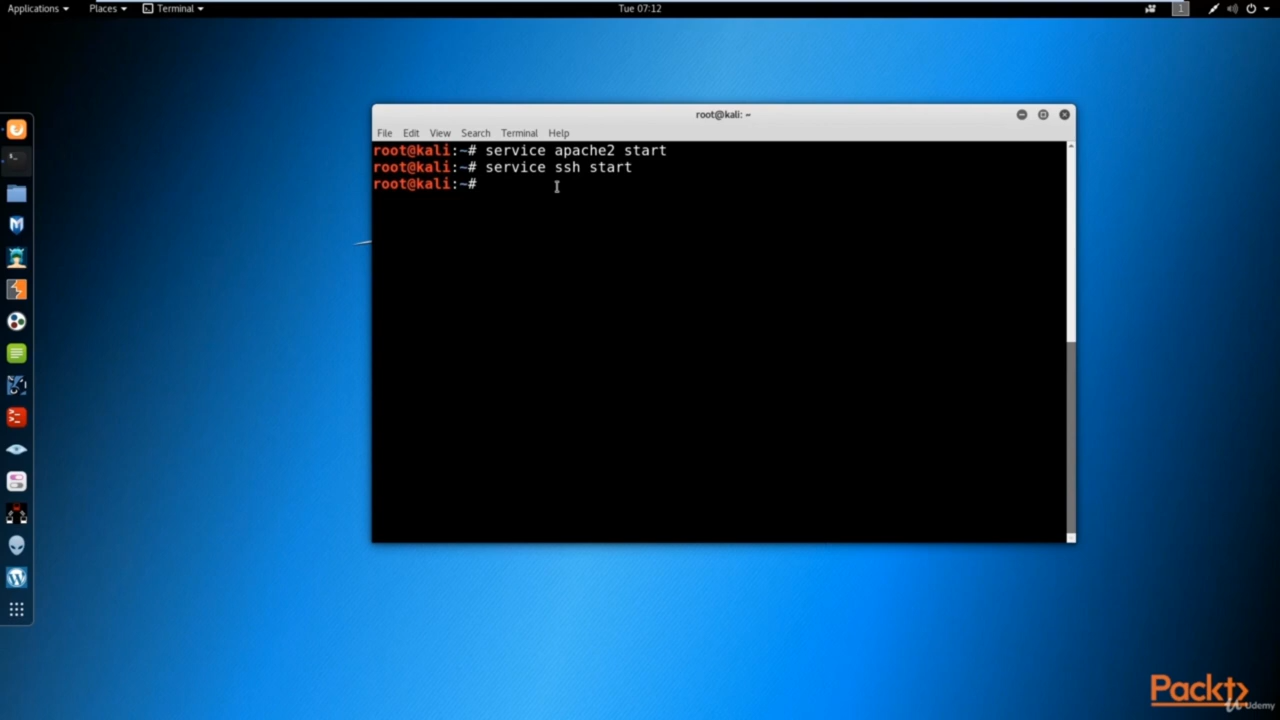 Applications Places Terminal Tue 07:12 1
root@kali: ~
File Edit View Search Terminal Help
root@kali:~# service apache2 start
root@kali:~# service ssh start
root@kali:~#
Packt>
Udemy